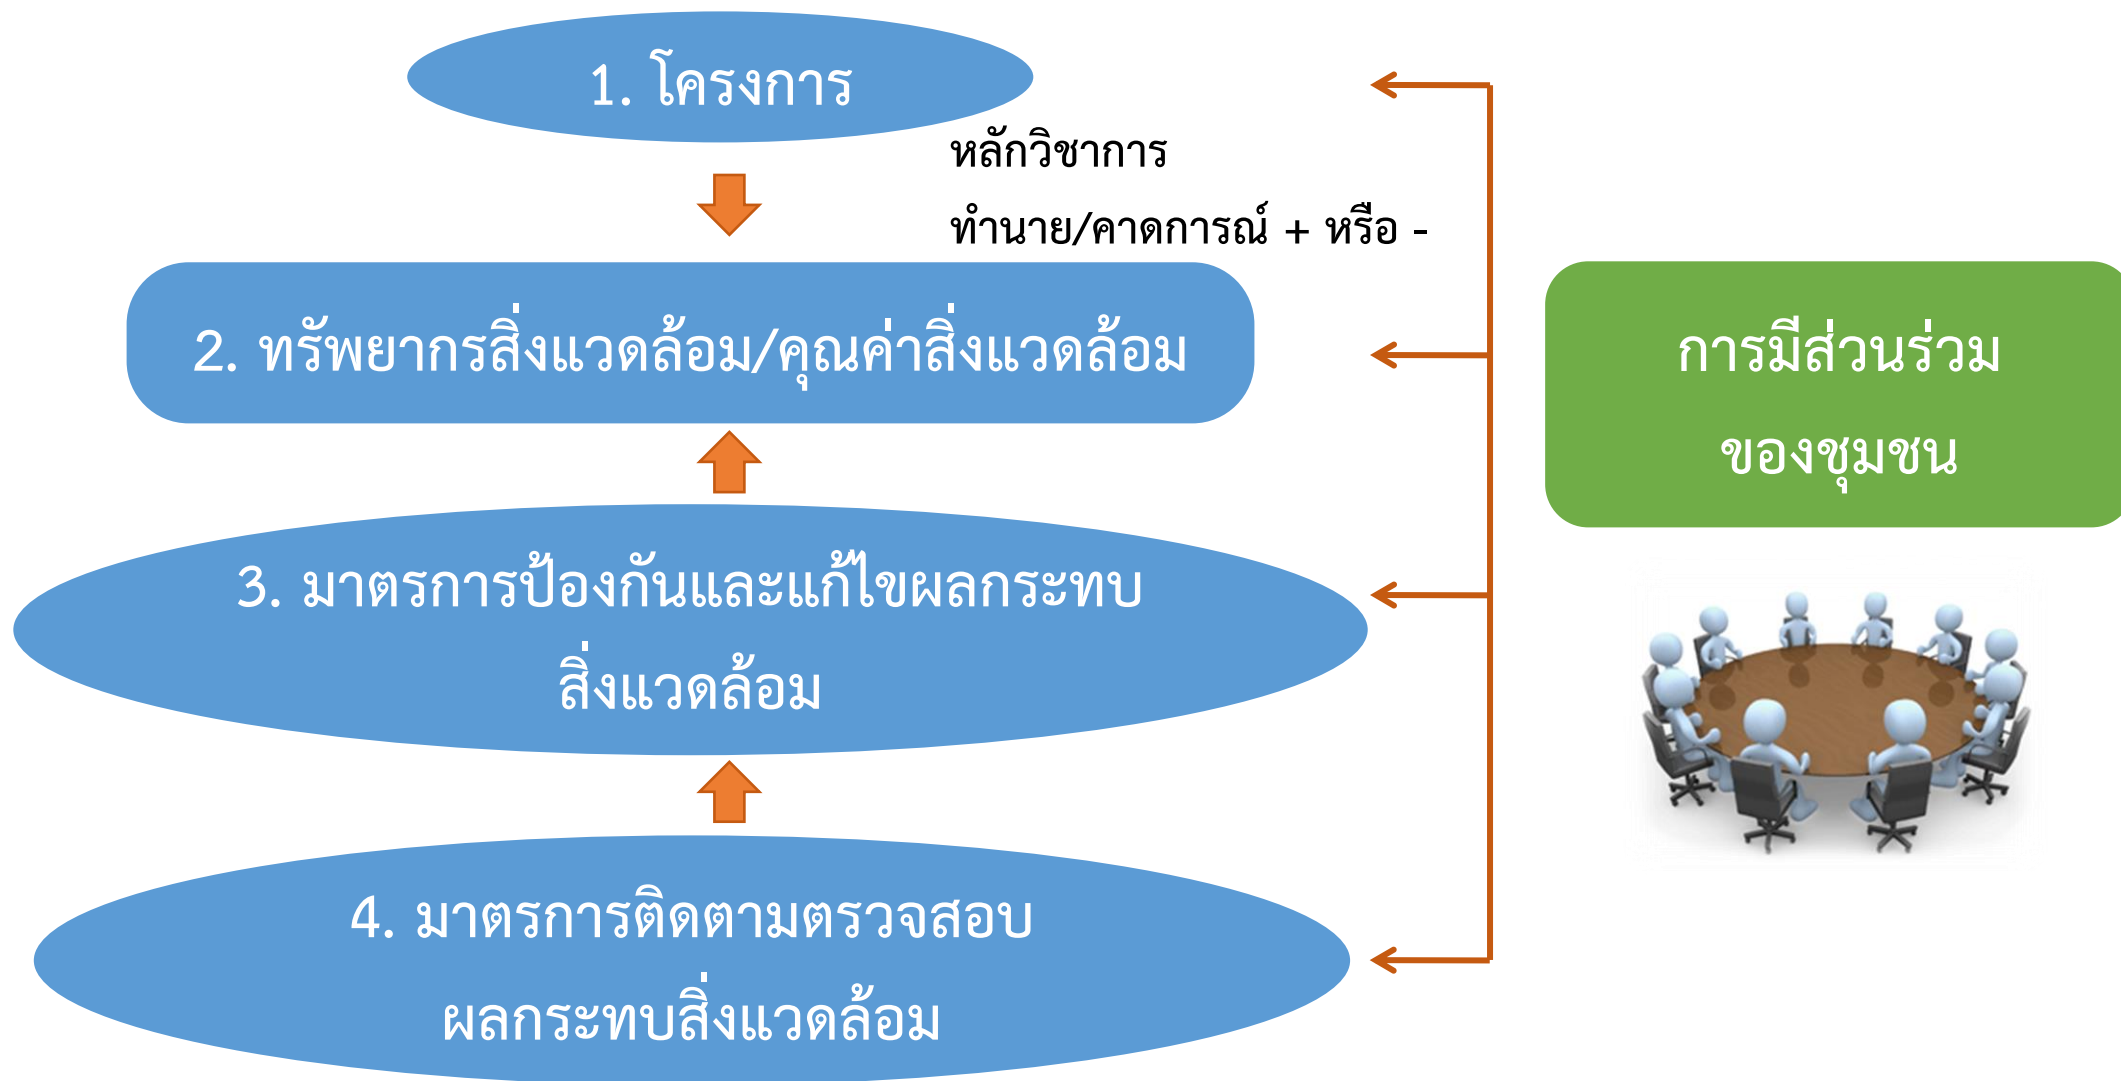 1. โครงการ
หลักวิชาการ
ทำนาย/คาดการณ์ + หรือ -
2. ทรัพยากรสิ่งแวดล้อม/คุณค่าสิ่งแวดล้อม
3. มาตรการป้องกันและแก้ไขผลกระทบ
สิ่งแวดล้อม
4. มาตรการติดตามตรวจสอบ
ผลกระทบสิ่งแวดล้อม
การมีส่วนร่วม
ของชุมชน